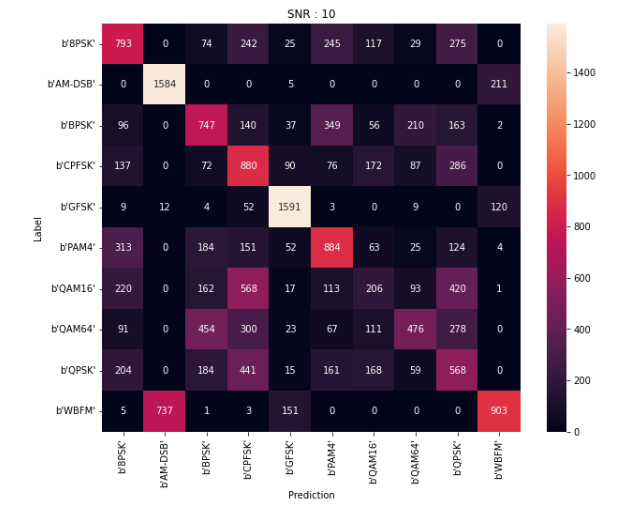 SNR : 10
b'8PSK' 793 0 74 242 25 245 117 29 275 0
b'AM-DSB' 0 1584 0 0 5 0 0 0 0 211
b'BPSK' 96 0 747 140 37 349 56 210 163 2
b'CPFSK' 137 0 72 880 90 76 172 87 286 0
b'GFSK' 9 12 4 52 1591 3 0 9 0 120
b'PAM4' 313 0 184 151 52 884 63 25 124 4
b'QAM16' 220 0 162 568 17 113 206 93 420 1
b'QAM64' 91 0 454 300 23 67 111 476 278 0
b'QPSK' 204 0 184 441 15 161 168 59 568 0
b'WBFM' 5 737 1 3 151 0 0 0 0 903
b'8PSK' b'AM-DSB' b'BPSK' b'CPFSK' b'GFSK' b'PAM4' b'QAM16' b'QAM64' b'QPSK' b'WBFM'
Prediction
Label
1400
1200
1000
800
600
400
200
0